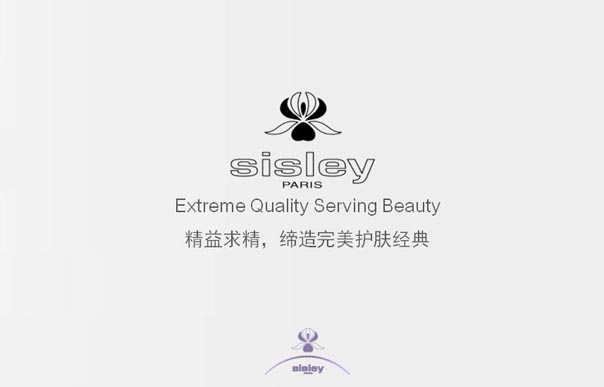 sisley
PARIS
Extreme Quality Serving Beauty
精益求精，缔造完美护肤经典
sisley
PARIS